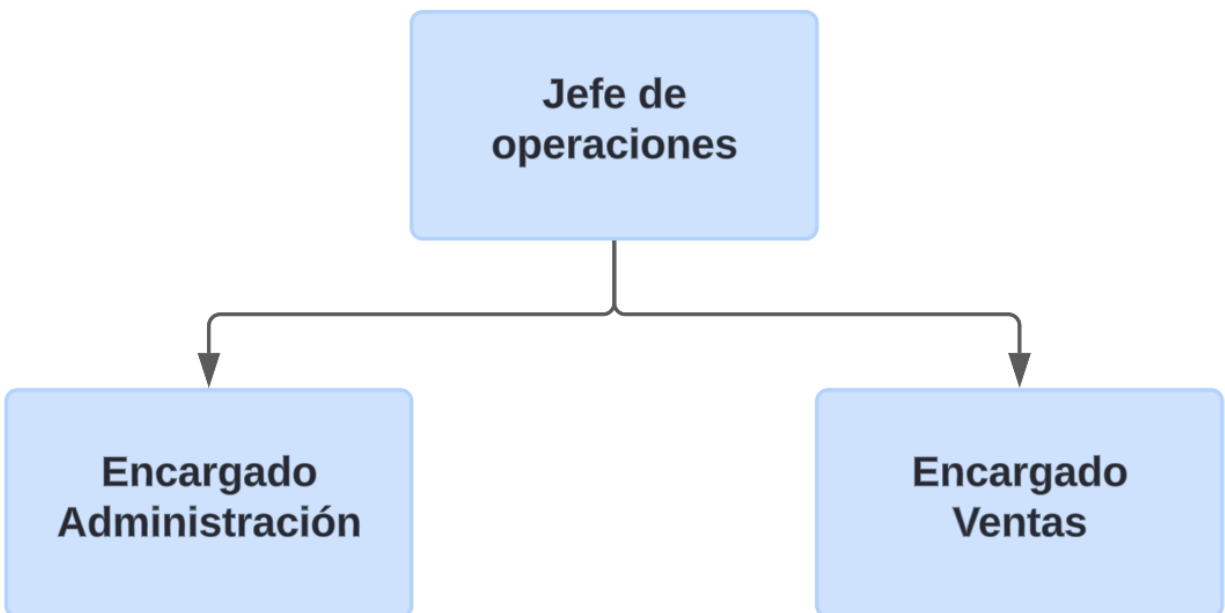 Jefe de
operaciones
Encargado
Administración
Encargado
Ventas